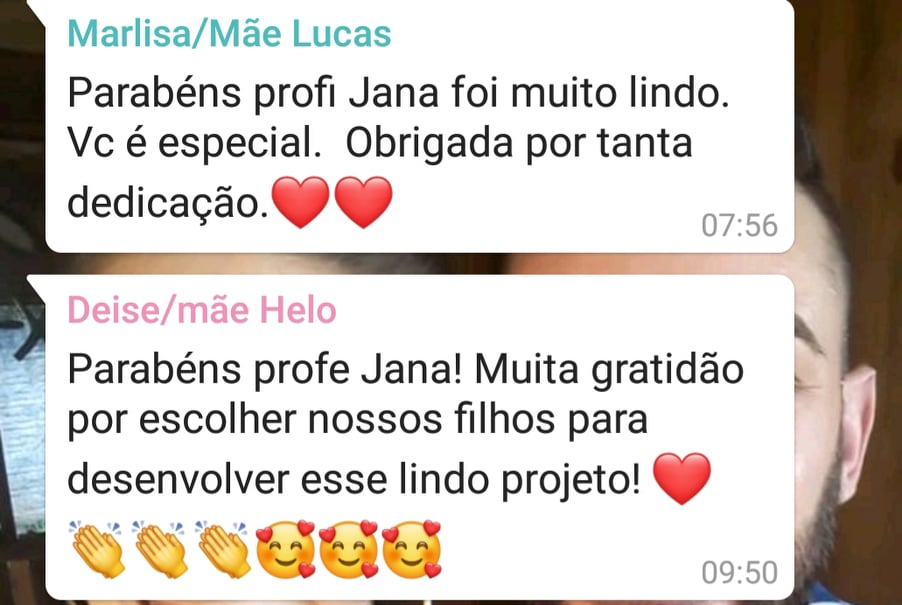 Marlisa/Mãe Lucas
Parabéns profi Jana foi muito lindo.
Vc é especial.  Obrigada por tanta
dedicação.❤️❤️
07:56
Deise/mãe Helo
Parabéns profe Jana! Muita gratidão
por escolher nossos filhos para
desenvolver esse lindo projeto! ❤️
👏👏👏🥰🥰🥰
09:50